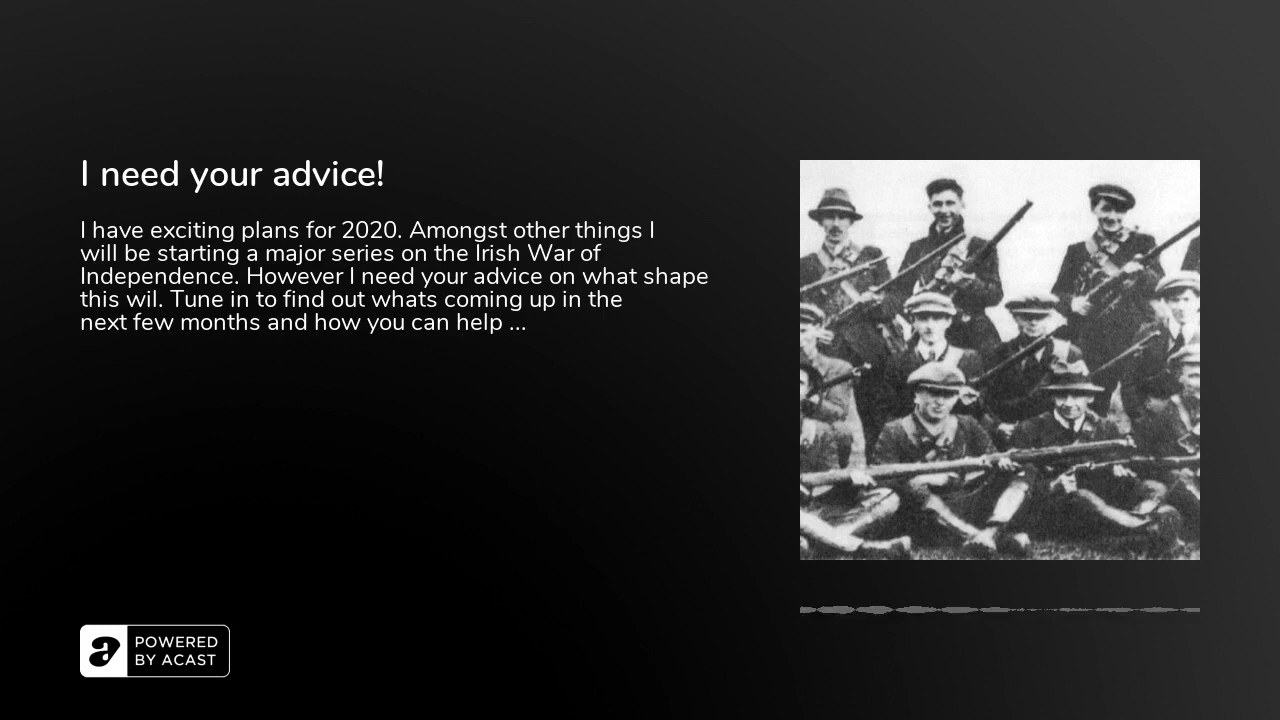 I need your advice!
I have exciting plans for 2020. Amongst other things I
will be starting a major series on the Irish War of
Independence. However I need your advice on what shape
this wil. Tune in to find out whats coming up in the
next few months and how you can help ...
a
POWERED
BY ACAST